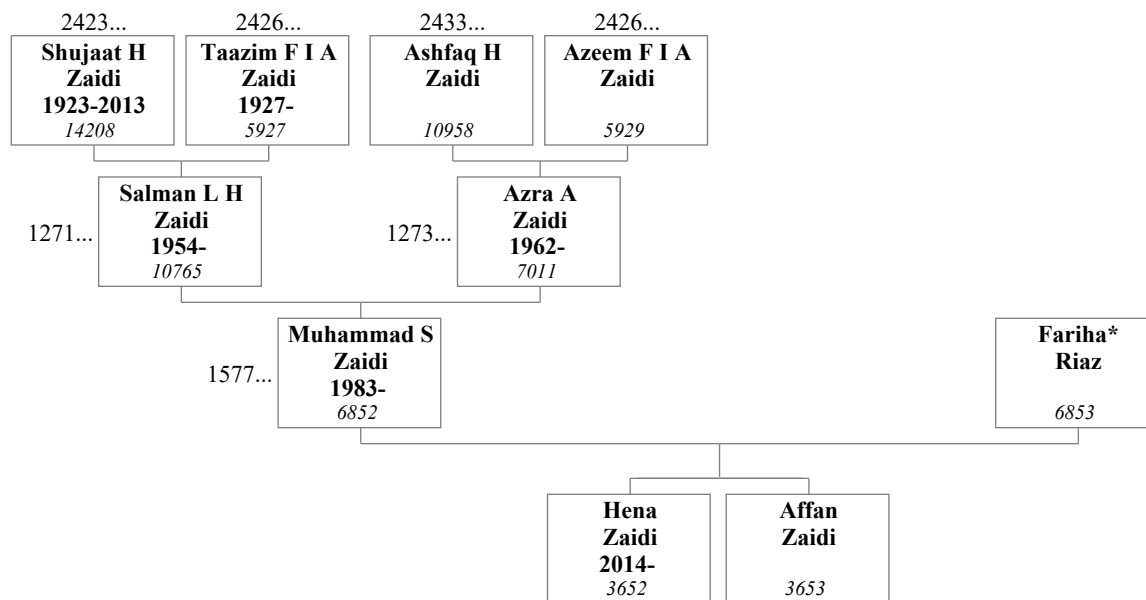 2423...
2426...
2433...
2426...
Shujaat H
Zaidi
1923-2013
14208
Taazim F I A
Zaidi
1927-
5927
Ashfaq H
Zaidi
10958
Azeem F I A
Zaidi
5929
1271...
Salman L H
Zaidi
1954-
10765
1273...
Azra A
Zaidi
1962-
7011
1577...
Muhammad S
Zaidi
1983-
6852
Fariha*
Riaz
6853
Hena
Zaidi
2014-
3652
Affan
Zaidi
3653